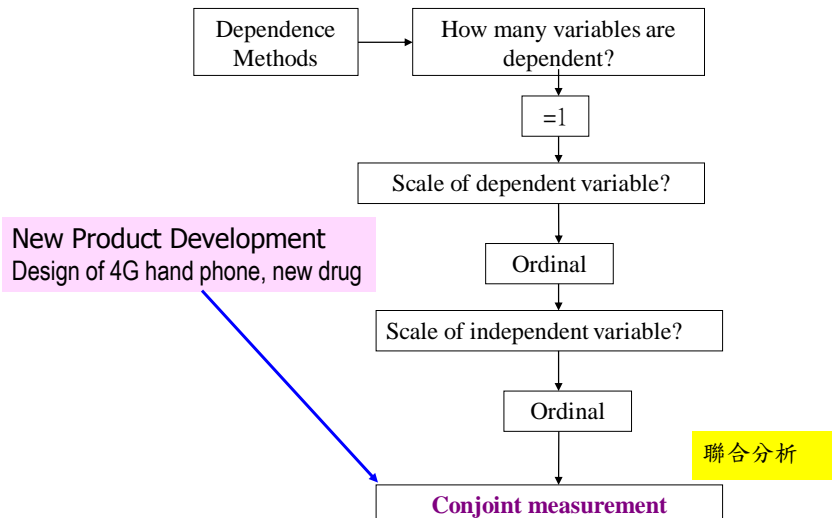 Dependence
Methods
How many variables are
dependent?
=1
Scale of dependent variable?
New Product Development
Design of 4G hand phone, new drug
Ordinal
Scale of independent variable?
Ordinal
聯合分析
Conjoint measurement